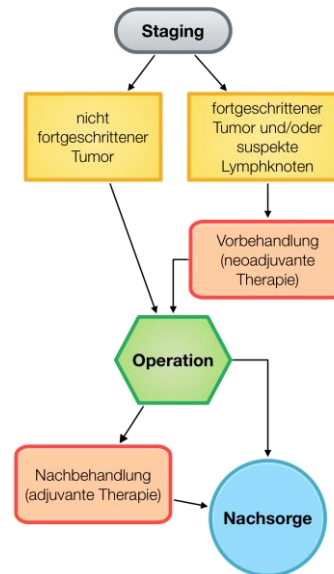 Staging
nicht
fortgeschrittener
Tumor
fortgeschrittener
Tumor und/oder
suspekte
Lymphknoten
Vorbehandlung
(neoadjuvante
Therapie)
Operation
Nachbehandlung
(adjuvante Therapie)
Nachsorge